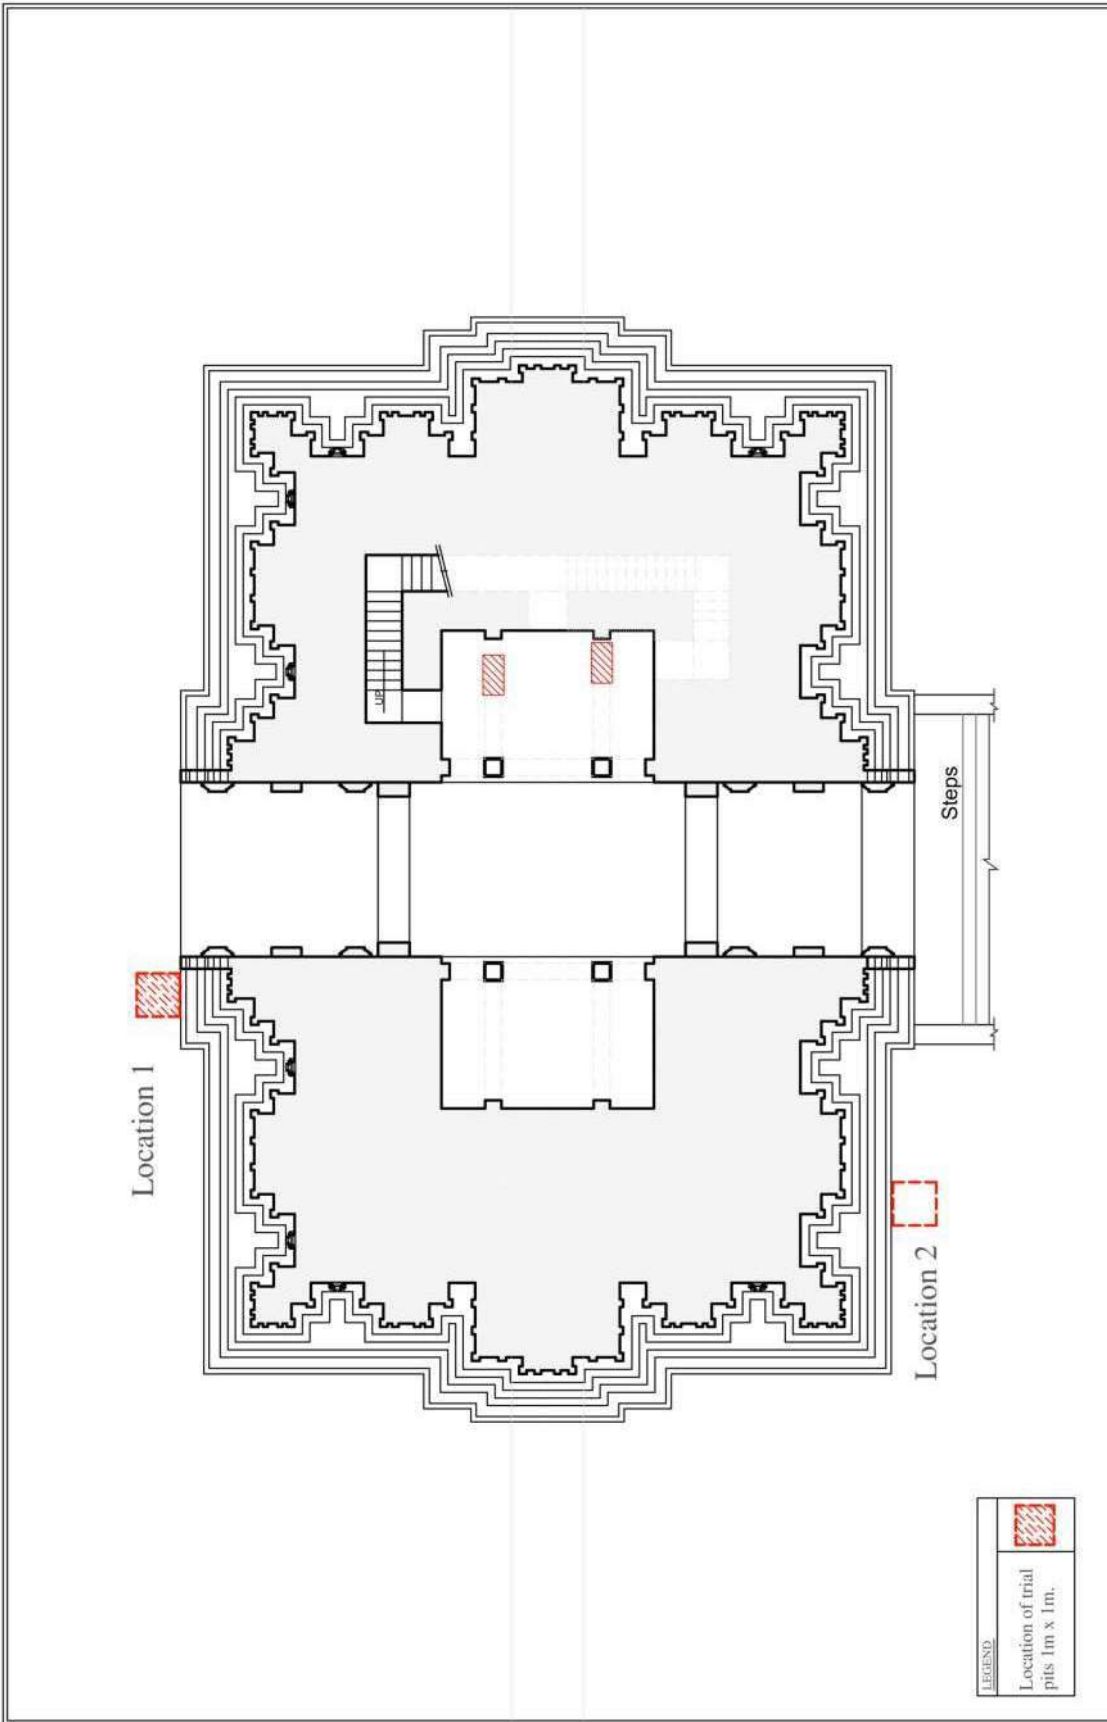 Location 1
UP
Steps
Location 2
LEGEND
Location of trial
pits 1m x 1m.